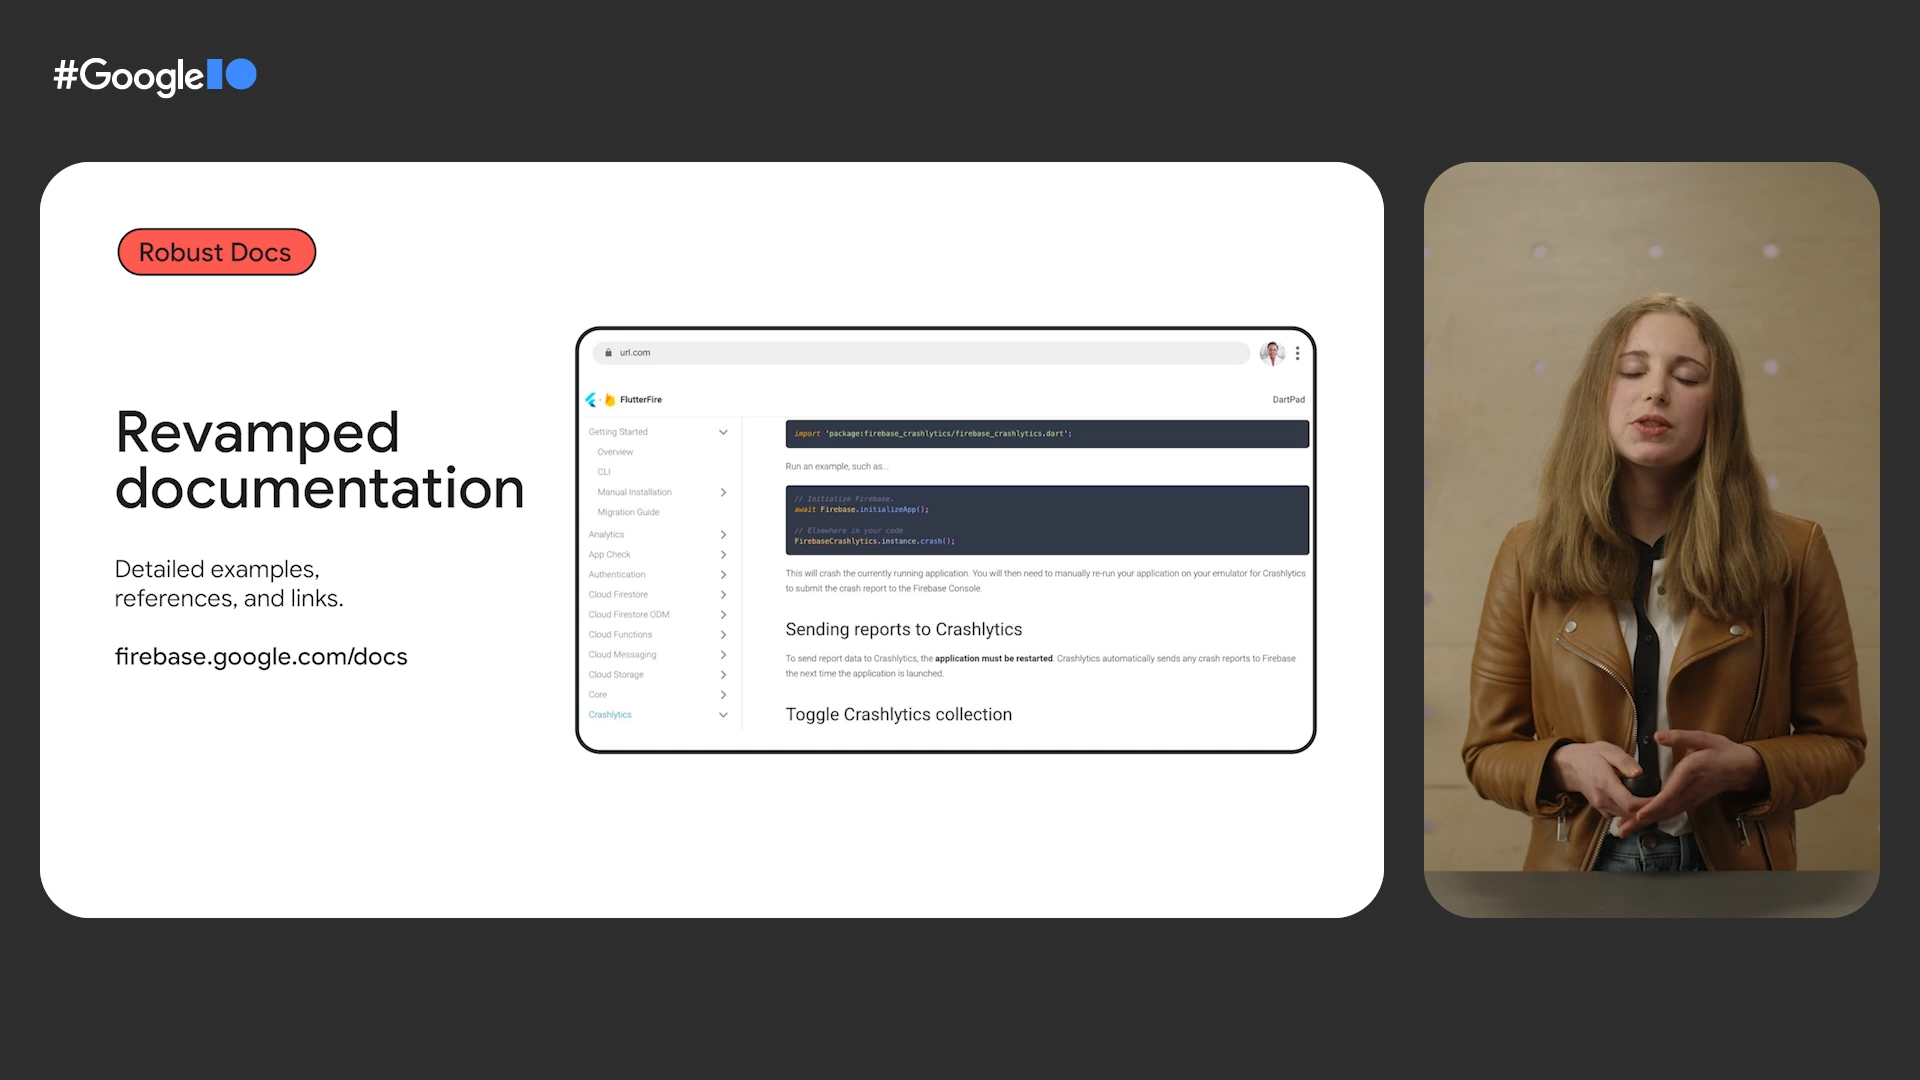 #GoogleIO
Robust Docs
Revamped
documentation
Detailed examples,
references, and links.
firebase.google.com/docs
url.com
FlutterFire
DartPad
Getting Started
Overview
CLI
Manual Installation
Migration Guide
Analytics
App Check
Authentication
Cloud Firestore
Cloud Firestore ODM
Cloud Functions
Cloud Messaging
Cloud Storage
Core
Crashlytics
import 'package:firebase_crashlytics/firebase_crashlytics.dart';
Run an example, such as...
// Initialize Firebase.
await Firebase.initializeApp();
// Elsewhere in your code
FirebaseCrashlytics.instance.crash();
This will crash the currently running application. You will then need to manually re-run your application on your emulator for Crashlytics
to submit the crash report to the Firebase Console.
Sending reports to Crashlytics
To send report data to Crashlytics, the application must be restarted. Crashlytics automatically sends any crash reports to Firebase
the next time the application is launched.
Toggle Crashlytics collection